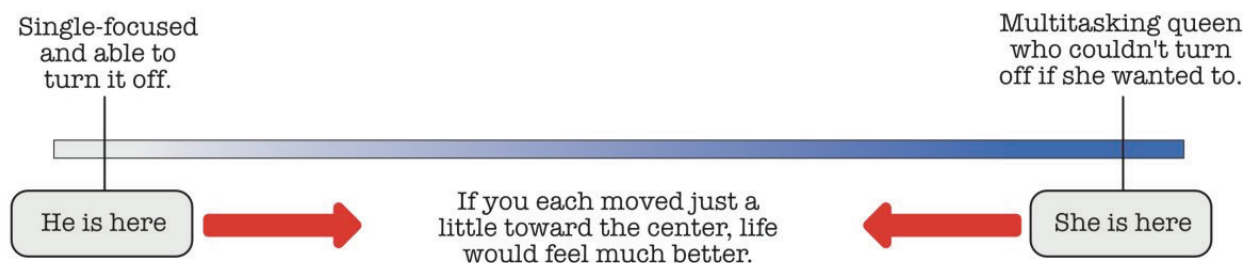 Single-focused
and able to
turn it off.
Multitasking queen
who couldn't turn
off if she wanted to.
He is here
If you each moved just a
little toward the center, life
would feel much better.
She is here